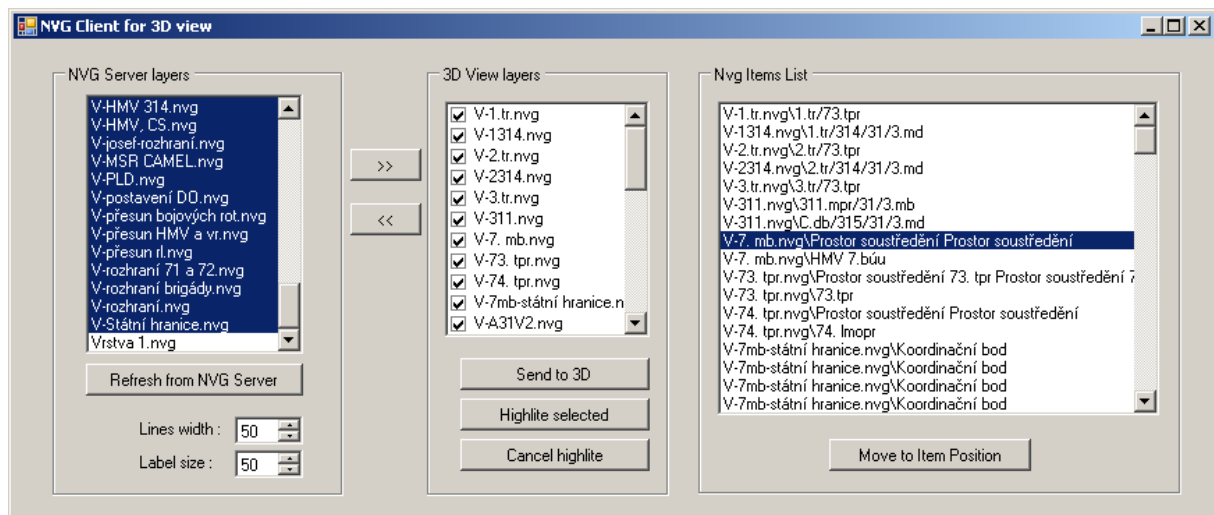 NVG Client for 3D view
NVG Server layers
V-HMV 314.nvg
V-HMV, CS.nvg
V-josef-rozhraní.nvg
V-MSR CAMEL.nvg
V-PLD.nvg
V-postavení DO.nvg
V-přesun bojových rot.nvg
V-přesun HMV a vr.nvg
V-přesun rl.nvg
V-rozhraní 71 a 72.nvg
V-rozhraní brigády.nvg
V-rozhraní.nvg
V-Státní hranice.nvg
Vrstva 1.nvg
Refresh from NVG Server
Lines width : 50
Label size : 50
>>
<<
3D View layers
V-1.tr.nvg
V-1314.nvg
V-2.tr.nvg
V-2314.nvg
V-3.tr.nvg
V-311.nvg
V-7. mb.nvg
V-73. tpr.nvg
V-74. tpr.nvg
V-7mb-státní hranice.n
V-A31V2.nvg
Send to 3D
Highlite selected
Cancel highlite
Nvg Items List
V-1.tr.nvg\1.tr/73.tpr
V-1314.nvg\1.tr/314/31/3.md
V-2.tr.nvg\2.tr/73.tpr
V-2314.nvg\2.tr/314/31/3.md
V-3.tr.nvg\3.tr/73.tpr
V-311.nvg\311.mpr/31/3.mb
V-311.nvg\C.db/315/31/3.md
V-7. mb.nvg\Prostor soustředění Prostor soustředění
V-7. mb.nvg\HMV 7.búu
V-73. tpr.nvg\Prostor soustředění 73. tpr Prostor soustředění 7
V-73. tpr.nvg\73.tpr
V-74. tpr.nvg\Prostor soustředění Prostor soustředění
V-74. tpr.nvg\74. lmopr
V-7mb-státní hranice.nvg\Koordinační bod
V-7mb-státní hranice.nvg\Koordinační bod
V-7mb-státní hranice.nvg\Koordinační bod
V-7mb-státní hranice.nvg\Koordinační bod
Move to Item Position